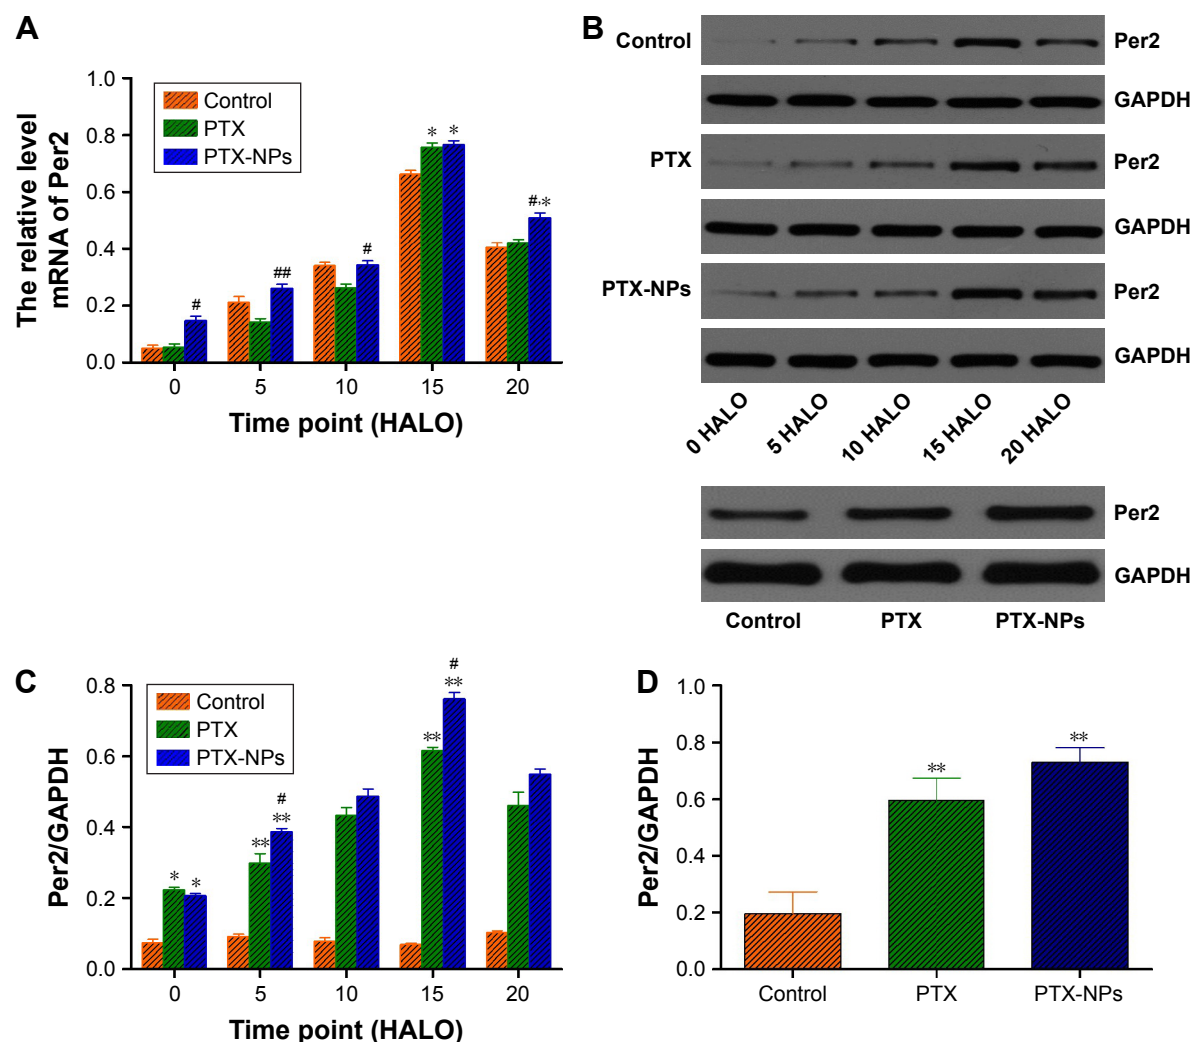 A
The relative level
mRNA of Per2
1.0
0.8
0.6
0.4
0.2
0.0
Control
PTX
PTX-NPs
#
##
#
*
*
#,*
0
5
10
15
20
Time point (HALO)
B
Control
Per2
GAPDH
PTX
Per2
GAPDH
PTX-NPs
Per2
GAPDH
0 HALO
5 HALO
10 HALO
15 HALO
20 HALO
Per2
GAPDH
Control
PTX
PTX-NPs
C
Per2/GAPDH
0.8
0.6
0.4
0.2
0.0
Control
PTX
PTX-NPs
*
*
**
#
**
**
#
**
0
5
10
15
20
Time point (HALO)
D
Per2/GAPDH
1.0
0.8
0.6
0.4
0.2
0.0
**
**
Control
PTX
PTX-NPs